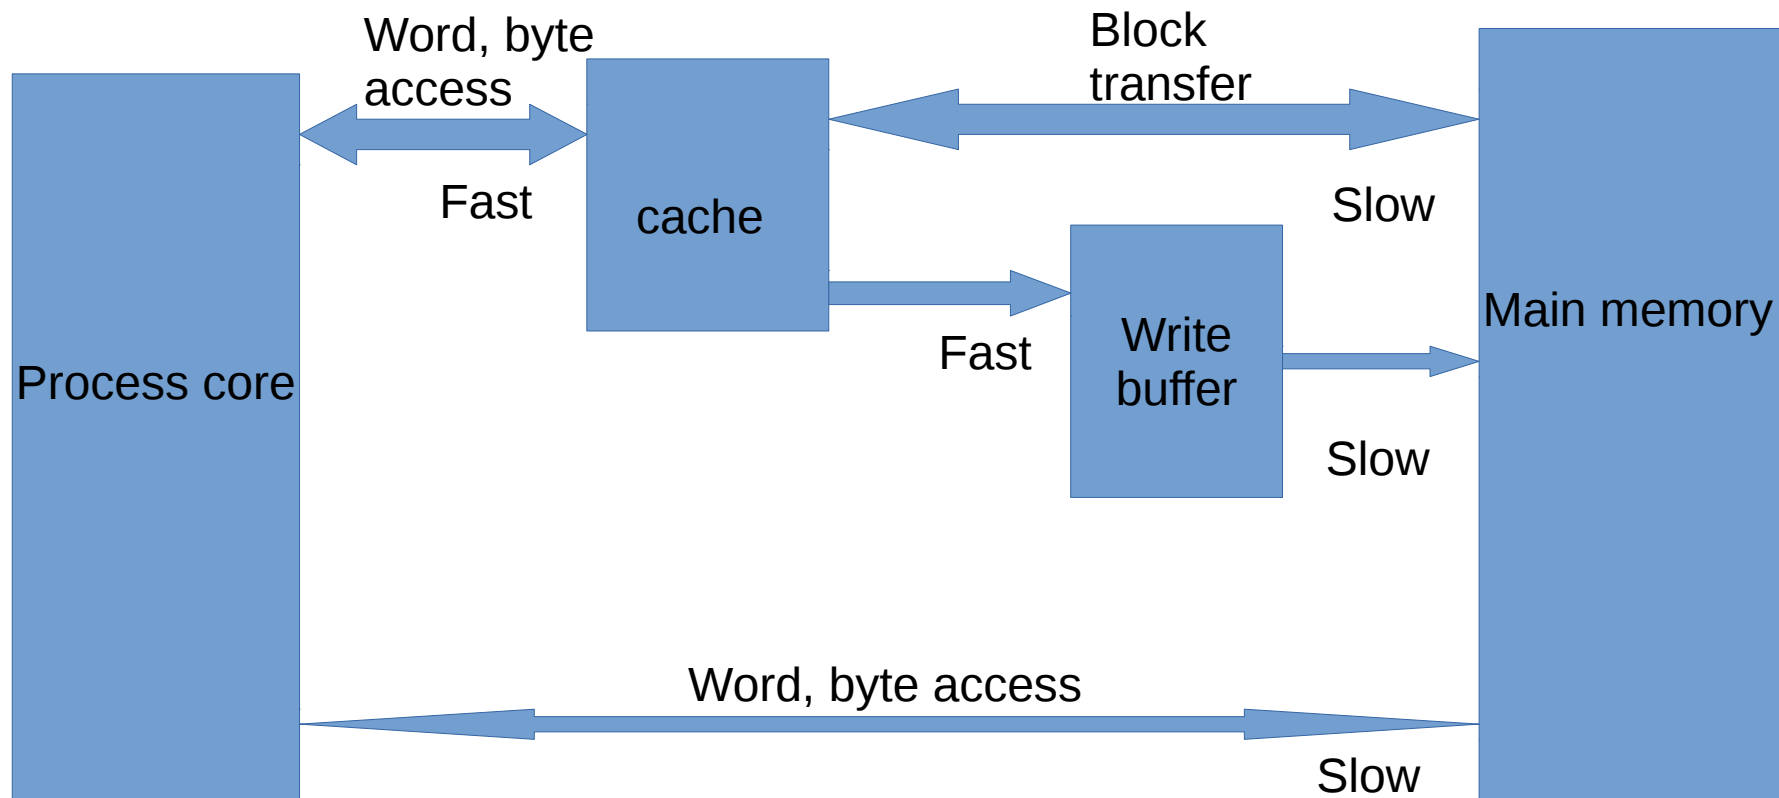 Word, byte
access
Block
transfer
Fast
cache
Slow
Process core
Fast
Write
buffer
Main memory
Slow
Word, byte access
Slow